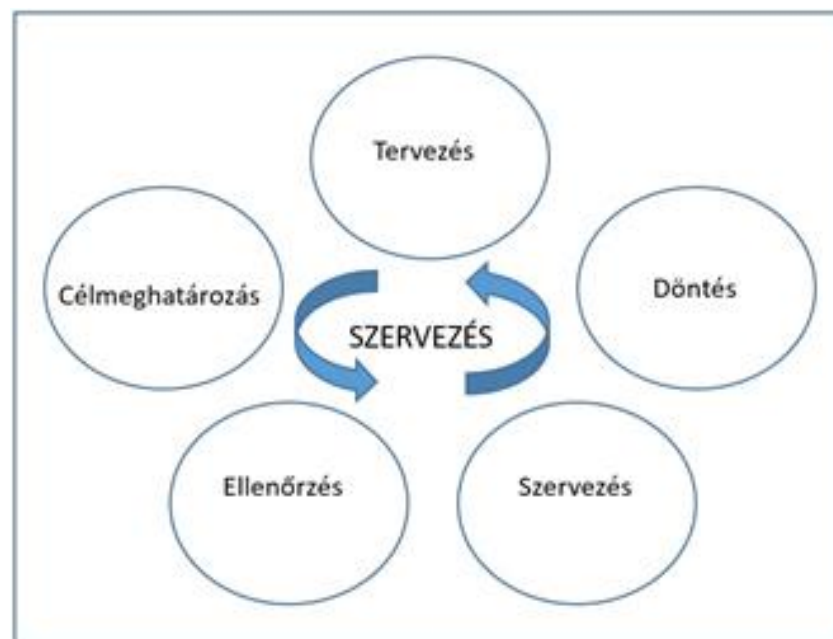 Tervezés
Célmeghatározás
Döntés
SZERVEZÉS
Ellenőrzés
Szervezés